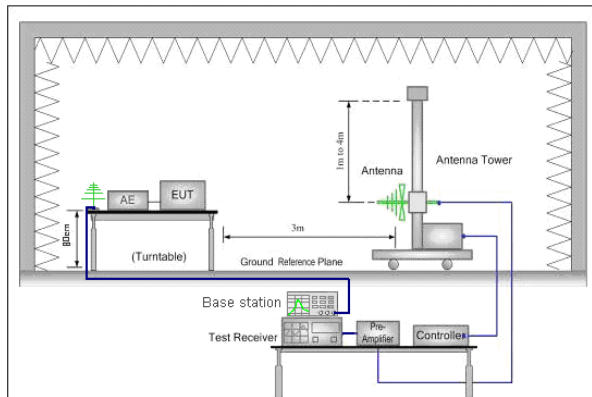 1m to 4m
Antenna
Antenna Tower
AE
EUT
80cm
3m
(Turntable)
Ground Reference Plane
Base station
Test Receiver
Pre-
Amplifier
Controller